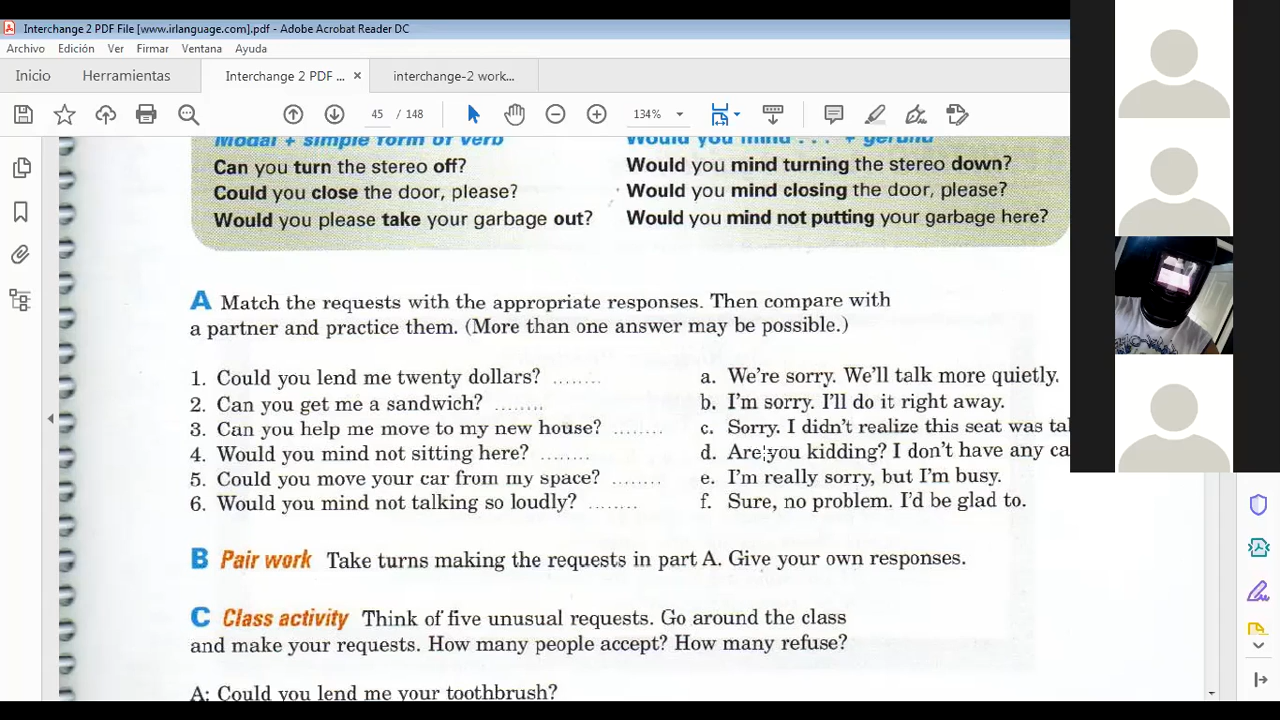 Interchange 2 PDF File [www.irlanguage.com].pdf - Adobe Acrobat Reader DC
Archivo Edición Ver Firmar Ventana Ayuda
Inicio Herramientas Interchange 2 PDF ... × interchange-2 work...
45 / 148 134%
Modal + simple form of verb Would you mind . . . + gerund
Can you turn the stereo off? Would you mind turning the stereo down?
Could you close the door, please? Would you mind closing the door, please?
Would you please take your garbage out? Would you mind not putting your garbage here?
A Match the requests with the appropriate responses. Then compare with
a partner and practice them. (More than one answer may be possible.)
1. Could you lend me twenty dollars? ........ a. We're sorry. We'll talk more quietly.
2. Can you get me a sandwich? ........ b. I'm sorry. I'll do it right away.
3. Can you help me move to my new house? ........ c. Sorry. I didn't realize this seat was tal
4. Would you mind not sitting here? ........ d. Are you kidding? I don't have any ca
5. Could you move your car from my space? ........ e. I'm really sorry, but I'm busy.
6. Would you mind not talking so loudly? ........ f. Sure, no problem. I'd be glad to.
B Pair work Take turns making the requests in part A. Give your own responses.
C Class activity Think of five unusual requests. Go around the class
and make your requests. How many people accept? How many refuse?
A: Could you lend me your toothbrush?